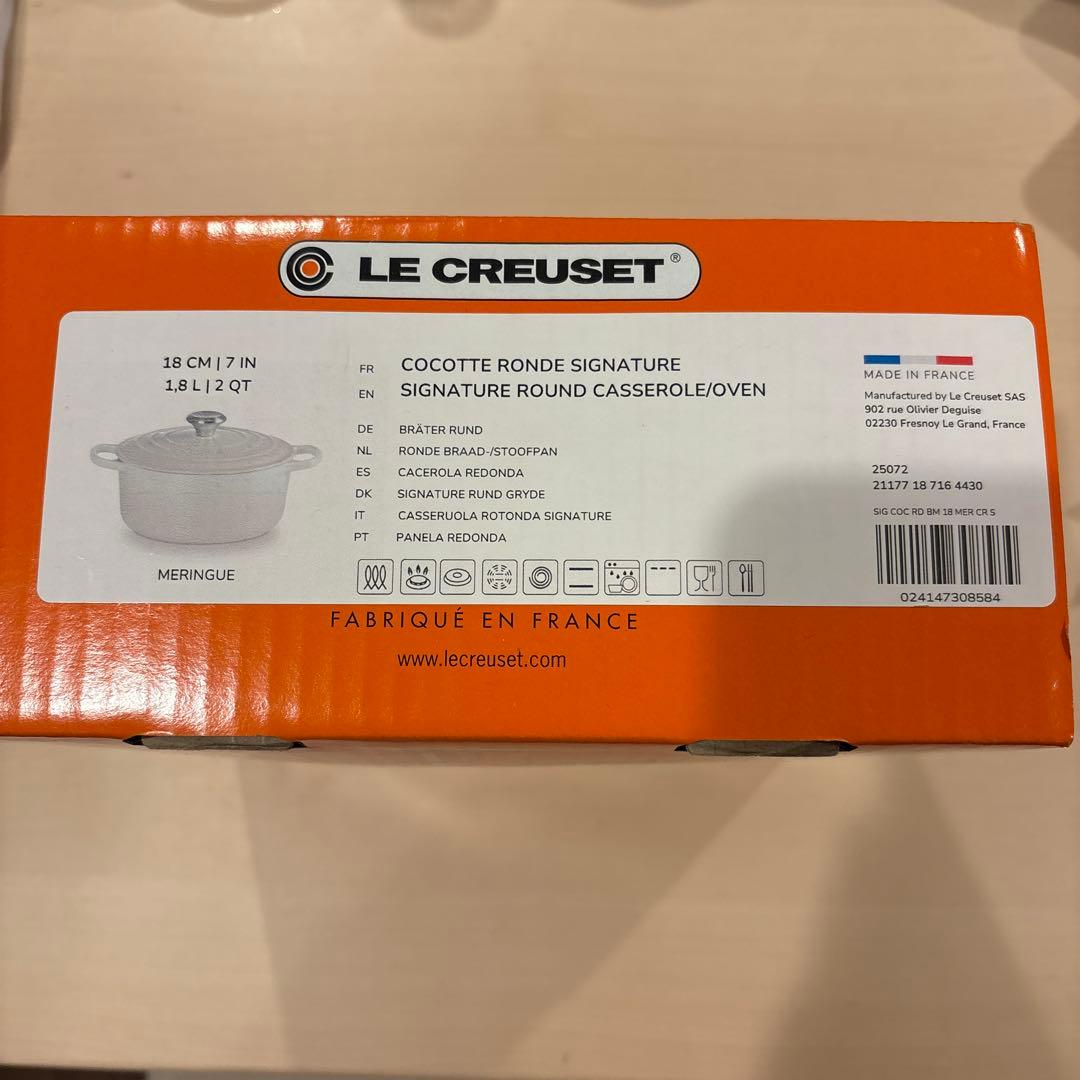 LE CREUSET®
18 CM | 7 IN
1,8 L | 2 QT
MERINGUE
FR COCOTTE RONDE SIGNATURE
EN SIGNATURE ROUND CASSEROLE/OVEN
DE BRÄTER RUND
NL RONDE BRAAD-/STOOFPAN
ES CACEROLA REDONDA
DK SIGNATURE RUND GRYDE
IT CASSERUOLA ROTONDA SIGNATURE
PT PANELA REDONDA
MADE IN FRANCE
Manufactured by Le Creuset SAS
902 rue Olivier Deguise
02230 Fresnoy Le Grand, France
25072
21177 18 716 4430
SIG COC RD BM 18 MER CR S
024147308584
FABRIQUÉ EN FRANCE
www.lecreuset.com